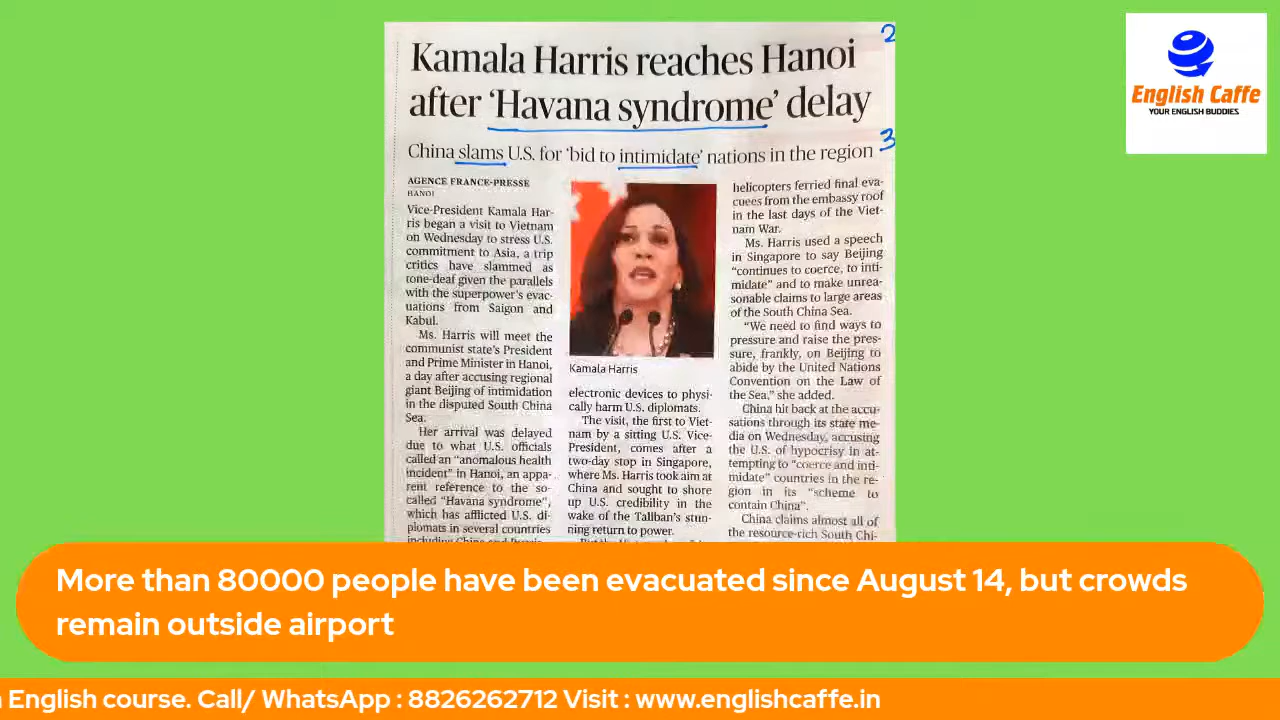 Kamala Harris reaches Hanoi
after ‘Havana syndrome’ delay
2
China slams U.S. for ‘bid to intimidate’ nations in the region
3
AGENCE FRANCE-PRESSE
HANOI
Vice-President Kamala Har-
ris began a visit to Vietnam
on Wednesday to stress U.S.
commitment to Asia, a trip
critics have slammed as
tone-deaf given the parallels
with the superpower's evac-
uations from Saigon and
Kabul.
Ms. Harris will meet the
communist state's President
and Prime Minister in Hanoi,
a day after accusing regional
giant Beijing of intimidation
in the disputed South China
Sea.
Her arrival was delayed
due to what U.S. officials
called an “anomalous health
incident” in Hanoi, an appa-
rent reference to the so-
called “Havana syndrome”,
which has afflicted U.S. di-
plomats in several countries
including China and Russia
Kamala Harris
electronic devices to physi-
cally harm U.S. diplomats.
The visit, the first to Viet-
nam by a sitting U.S. Vice-
President, comes after a
two-day stop in Singapore,
where Ms. Harris took aim at
China and sought to shore
up U.S. credibility in the
wake of the Taliban's stun-
ning return to power.
helicopters ferried final eva-
cuees from the embassy roof
in the last days of the Viet-
nam War.
Ms. Harris used a speech
in Singapore to say Beijing
“continues to coerce, to inti-
midate” and to make unrea-
sonable claims to large areas
of the South China Sea.
“We need to find ways to
pressure and raise the pres-
sure, frankly, on Beijing to
abide by the United Nations
Convention on the Law of
the Sea,” she added.
China hit back at the accu-
sations through its state me-
dia on Wednesday, accusing
the U.S. of hypocrisy in at-
tempting to “coerce and inti-
midate” countries in the re-
gion in its “scheme to
contain China”.
China claims almost all of
the resource-rich South Chi-
English Caffe
YOUR ENGLISH BUDDIES
More than 80000 people have been evacuated since August 14, but crowds
remain outside airport
English course. Call/ WhatsApp : 8826262712 Visit : www.englishcaffe.in